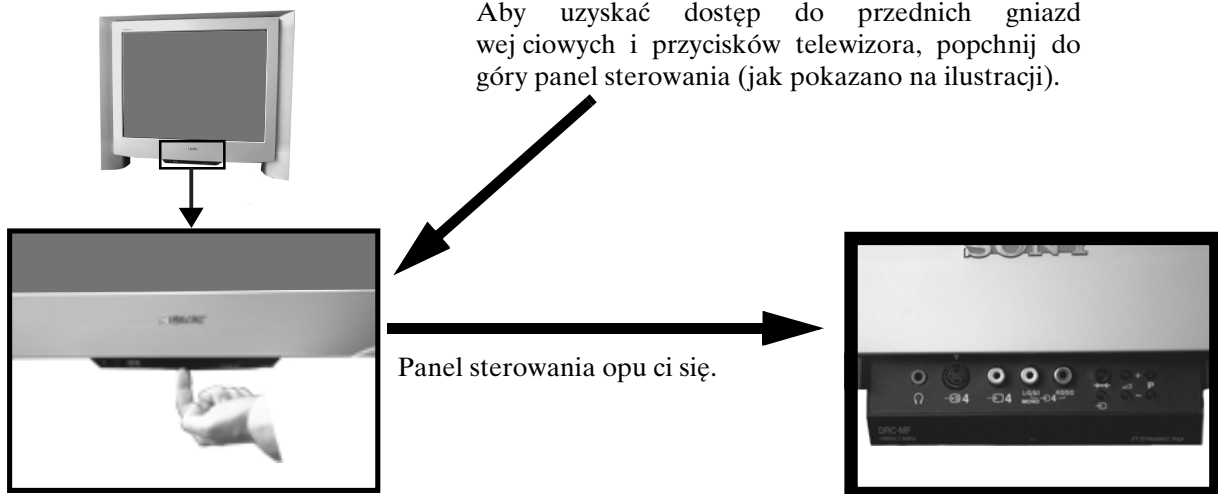 Aby uzyskać dostęp do przednich gniazd
wej ciowych i przycisków telewizora, popchnij do
góry panel sterowania (jak pokazano na ilustracji).
Panel sterowania opu ci się.
SONY
4
4
L/G/S/I
MONO
4
R/D/D/D
+
-
P
DRC-MF